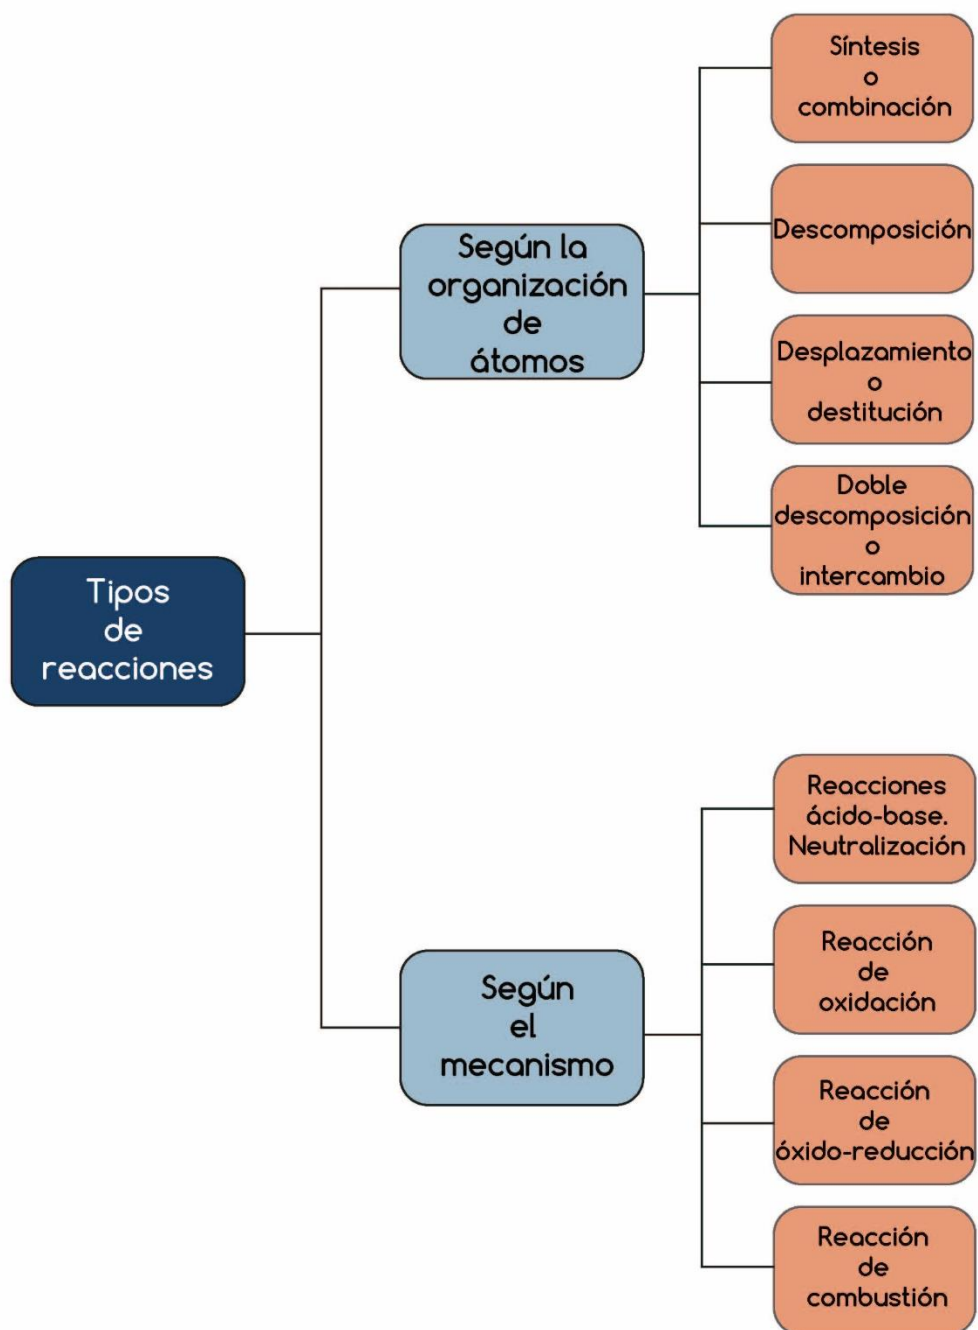 Tipos
de
reacciones
Según la
organización
de
átomos
Síntesis
o
combinación
Descomposición
Desplazamiento
o
destitución
Doble
descomposición
o
intercambio
Según
el
mecanismo
Reacciones
ácido-base.
Neutralización
Reacción
de
oxidación
Reacción
de
óxido-reducción
Reacción
de
combustión